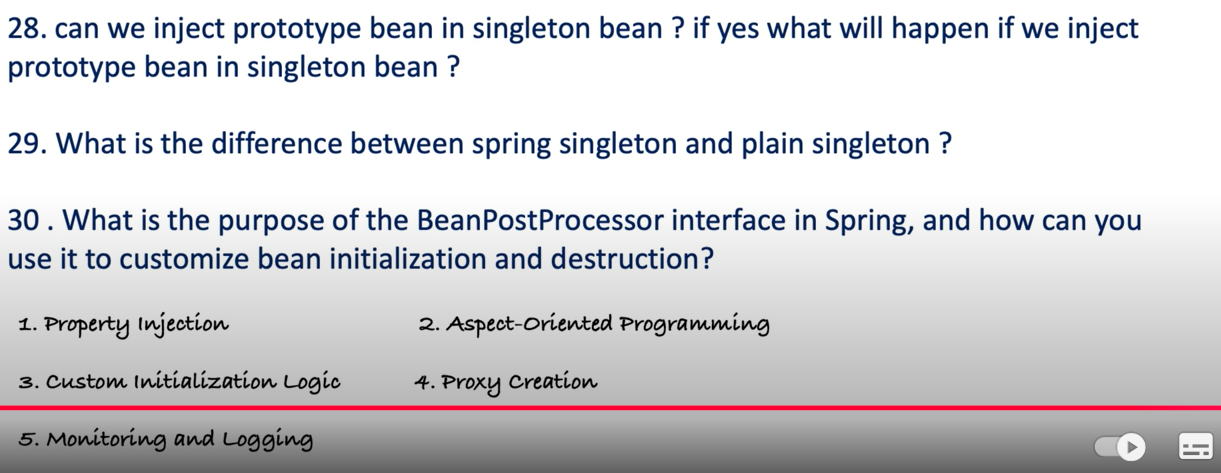 28. can we inject prototype bean in singleton bean ? if yes what will happen if we inject
prototype bean in singleton bean ?
29. What is the difference between spring singleton and plain singleton ?
30 . What is the purpose of the BeanPostProcessor interface in Spring, and how can you
use it to customize bean initialization and destruction?
1. Property Injection 2. Aspect-Oriented Programming
3. Custom Initialization Logic 4. Proxy Creation
5. Monitoring and Logging